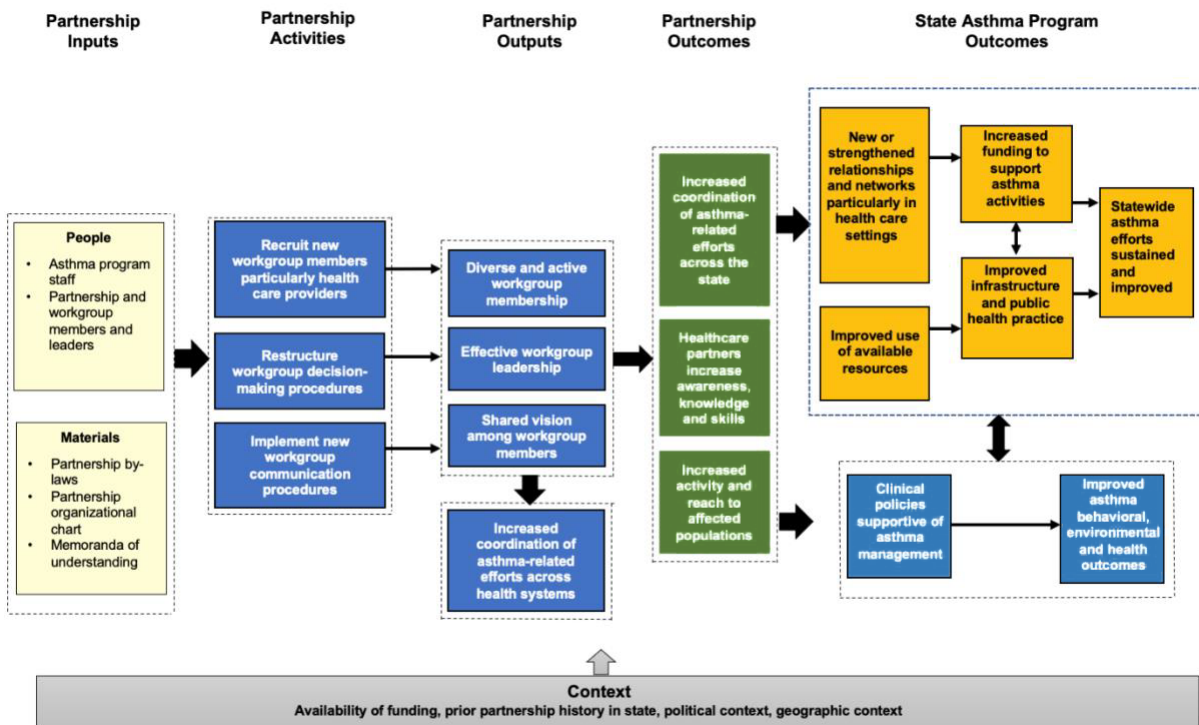 Partnership
Inputs
Partnership
Activities
Partnership
Outputs
Partnership
Outcomes
State Asthma Program
Outcomes
People
• Asthma program
staff
• Partnership and
workgroup
members and
leaders
Materials
• Partnership by-
laws
• Partnership
organizational
chart
• Memoranda of
understanding
Recruit new
workgroup members
particularly health
care providers
Restructure
workgroup decision-
making procedures
Implement new
workgroup
communication
procedures
Diverse and active
workgroup
membership
Effective workgroup
leadership
Shared vision
among workgroup
members
Increased
coordination of
asthma-related
efforts across
health systems
Increased
coordination
of asthma-
related
efforts
across the
state
Healthcare
partners
increase
awareness,
knowledge
and skills
Increased
activity and
reach to
affected
populations
New or
strengthened
relationships
and networks
particularly in
health care
settings
Improved use
of available
resources
Increased
funding to
support
asthma
activities
Improved
infrastructure
and public
health practice
Statewide
asthma
efforts
sustained
and
improved
Clinical
policies
supportive of
asthma
management
Improved
asthma
behavioral,
environmental
and health
outcomes
Context
Availability of funding, prior partnership history in state, political context, geographic context